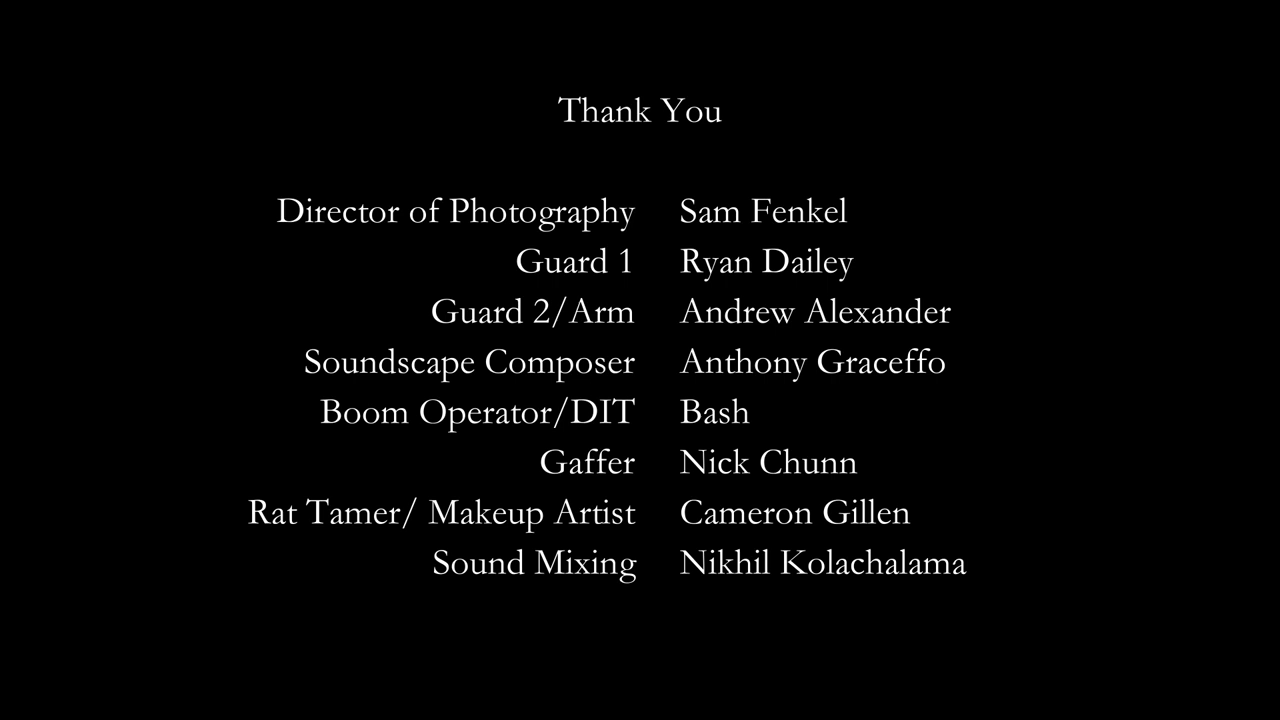 Thank You
Director of Photography Sam Fenkel
Guard 1 Ryan Dailey
Guard 2/Arm Andrew Alexander
Soundscape Composer Anthony Graceffo
Boom Operator/DIT Bash
Gaffer Nick Chunn
Rat Tamer/ Makeup Artist Cameron Gillen
Sound Mixing Nikhil Kolachalama